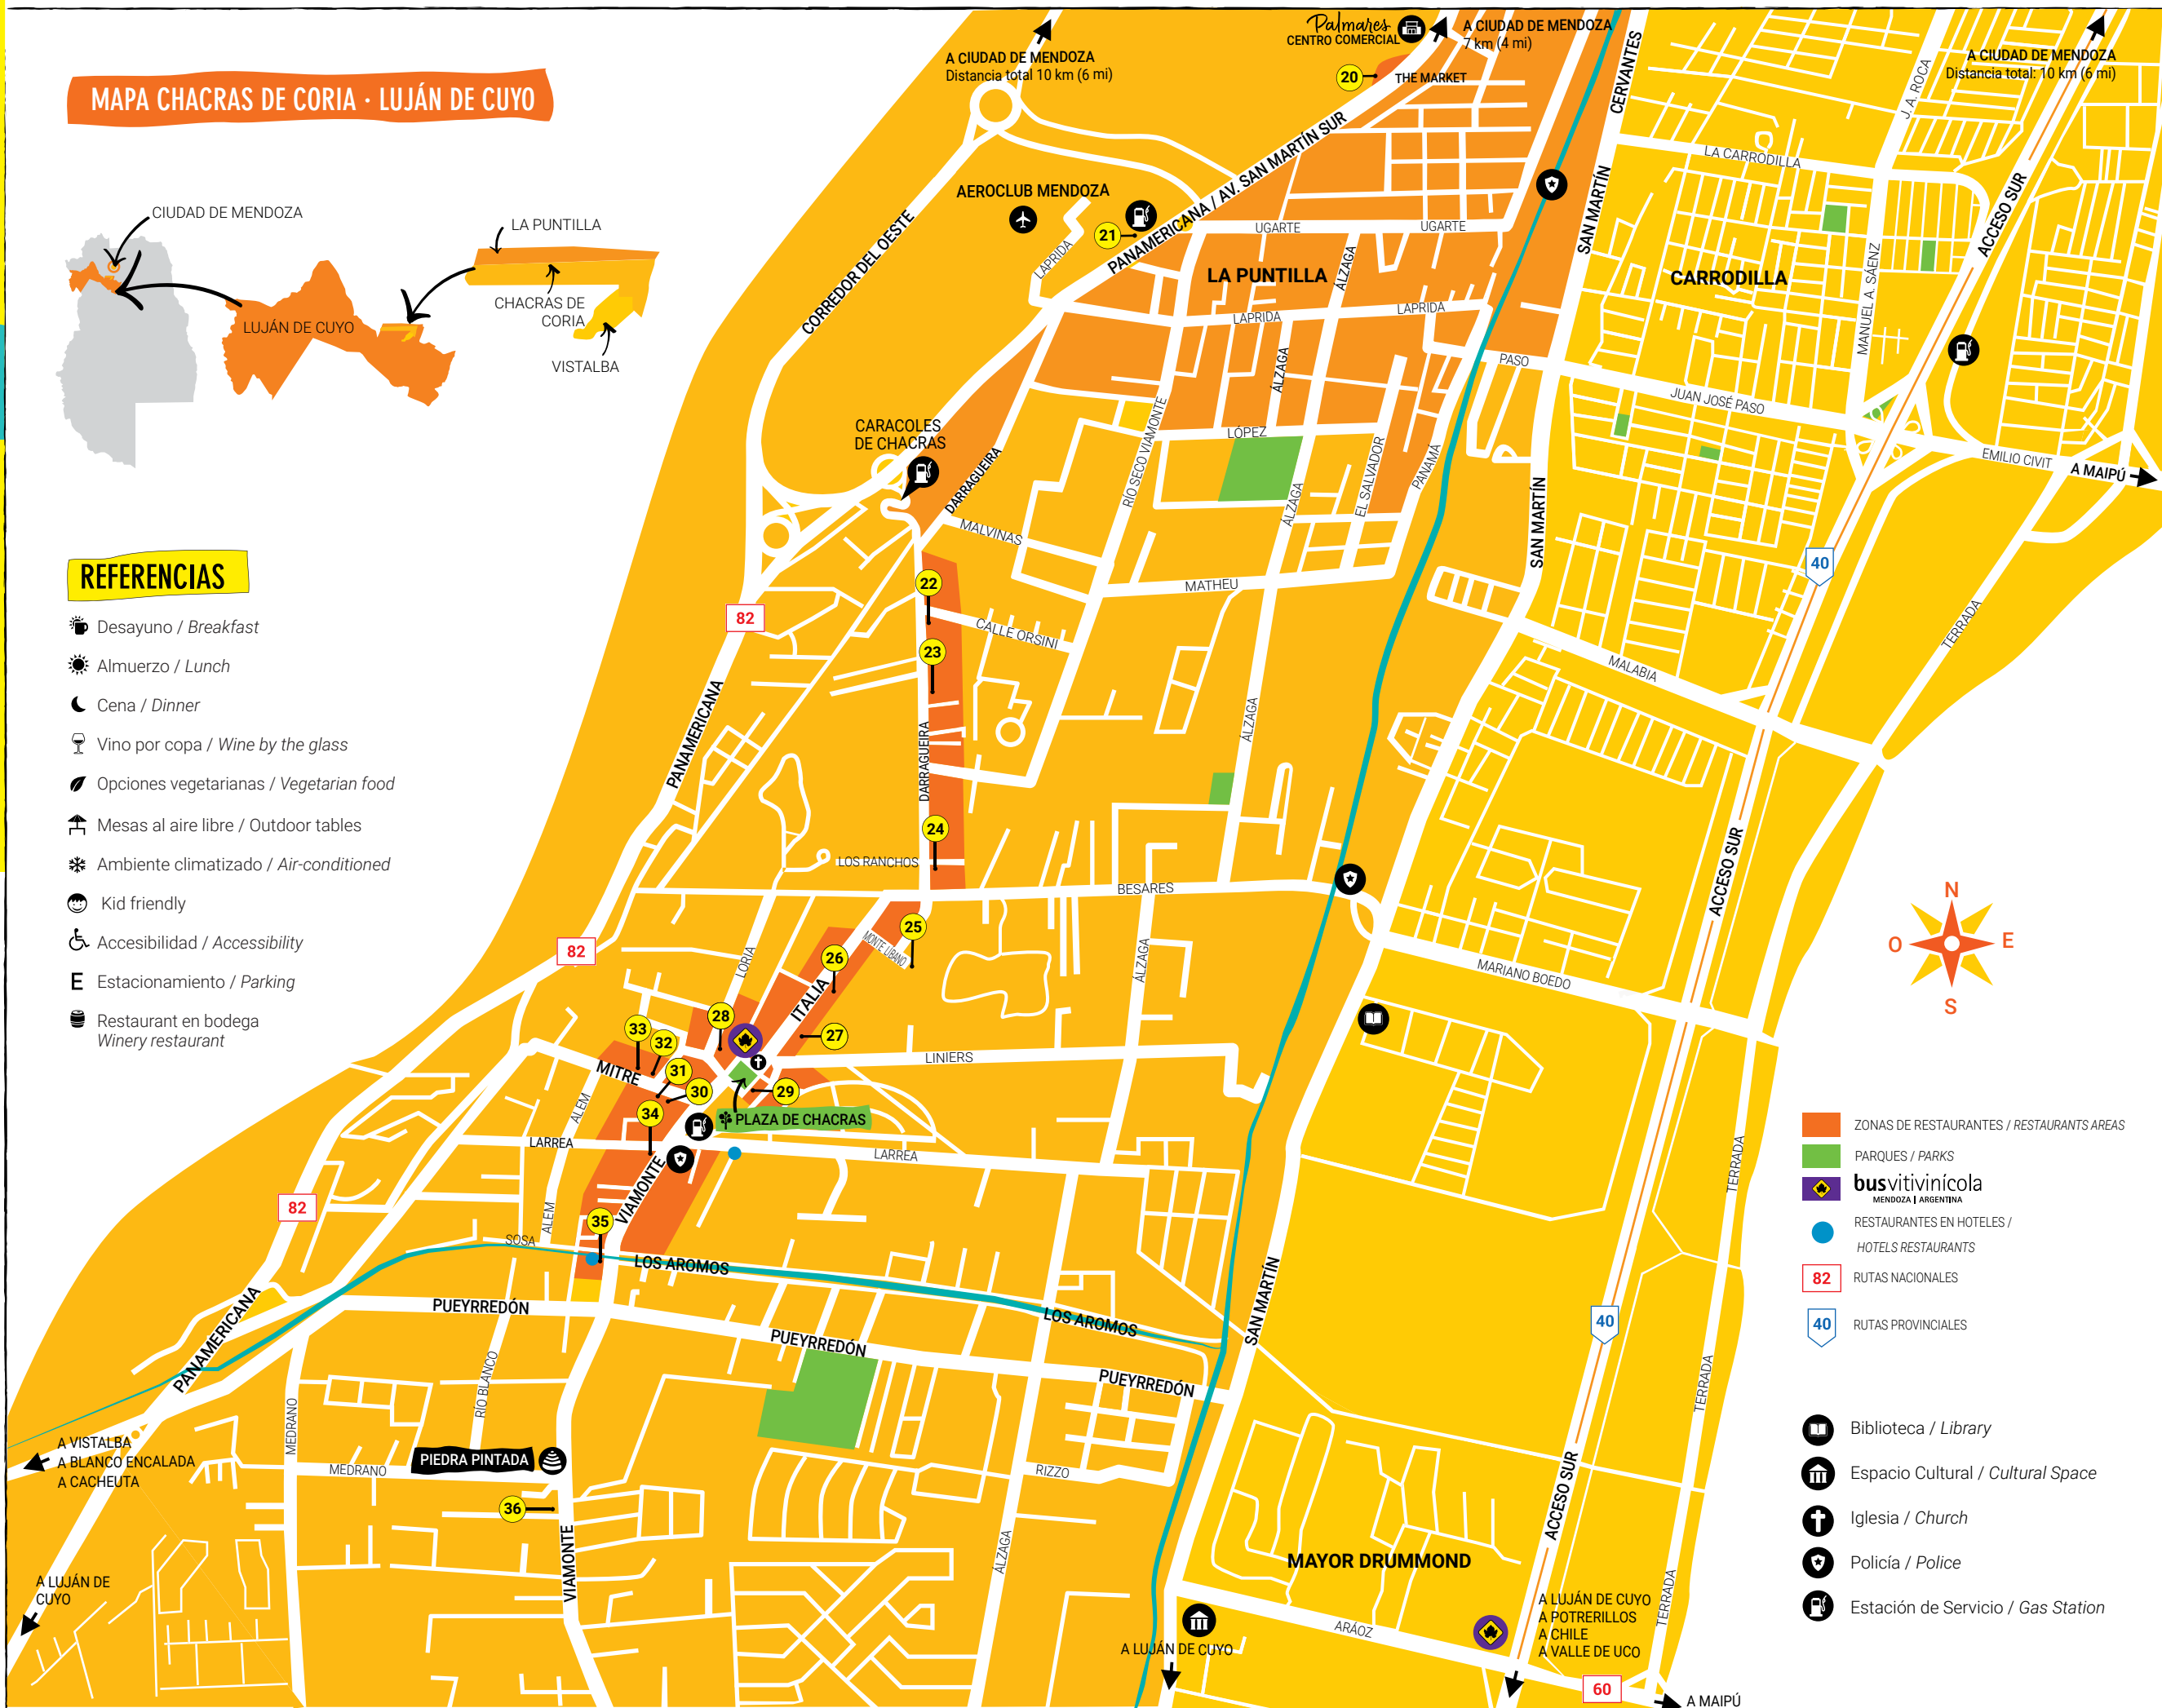 MAPA CHACRAS DE CORIA · LUJÁN DE CUYO
CIUDAD DE MENDOZA
LUJÁN DE CUYO
LA PUNTILLA
CHACRAS DE
CORIA
VISTALBA
REFERENCIAS
Desayuno / Breakfast
Almuerzo / Lunch
Cena / Dinner
Vino por copa / Wine by the glass
Opciones vegetarianas / Vegetarian food
Mesas al aire libre / Outdoor tables
Ambiente climatizado / Air-conditioned
Kid friendly
Accesibilidad / Accessibility
E Estacionamiento / Parking
Restaurant en bodega
Winery restaurant
A CIUDAD DE MENDOZA
Distancia total 10 km (6 mi)
Palmares
CENTRO COMERCIAL
A CIUDAD DE MENDOZA
7 km (4 mi)
20
THE MARKET
CERVANTES
J. A. ROCA
A CIUDAD DE MENDOZA
Distancia total: 10 km (6 mi)
LA CARRODILLA
ACCESO SUR
PANAMERICANA / AV. SAN MARTÍN SUR
AEROCLUB MENDOZA
21
LAPRIDA
CORREDOR DEL OESTE
UGARTE
UGARTE
SAN MARTÍN
LA PUNTILLA
ÁLZAGA
CARRODILLA
MANUEL A. SÁENZ
LAPRIDA
LAPRIDA
PASO
ÁLZAGA
JUAN JOSÉ PASO
CARACOLES
DE CHACRAS
DARRAGUEIRA
RÍO SECO VIAMONTE
LÓPEZ
EL SALVADOR
PANAMÁ
EMILIO CIVIT
A MAIPÚ
ÁLZAGA
SAN MARTÍN
MALVINAS
MATHEU
40
22
82
CALLE ORSINI
23
TERRADA
MALABIA
PANAMERICANA
DARRAGUEIRA
ÁLZAGA
24
LOS RANCHOS
BESARES
ACCESO SUR
N
O
E
S
82
LORIA
25
MONTE LIBANO
26
ITALIA
ÁLZAGA
MARIANO BOEDO
28
33
32
27
LINIERS
MITRE
31
30
29
34
ALEM
PLAZA DE CHACRAS
LARREA
LARREA
VIAMONTE
82
ALEM
35
SOSA
LOS AROMOS
TERRADA
ZONAS DE RESTAURANTES / RESTAURANTS AREAS
PARQUES / PARKS
busvitivinícola
MENDOZA | ARGENTINA
RESTAURANTES EN HOTELES /
HOTELS RESTAURANTS
82 RUTAS NACIONALES
40 RUTAS PROVINCIALES
PANAMERICANA
PUEYRREDÓN
PUEYRREDÓN
LOS AROMOS
SAN MARTÍN
40
PUEYRREDÓN
RÍO BLANCO
MEDRANO
TERRADA
A VISTALBA
A BLANCO ENCALADA
A CACHEUTA
MEDRANO
PIEDRA PINTADA
RIZZO
36
ACCESO SUR
VIAMONTE
ÁLZAGA
MAYOR DRUMMOND
A LUJÁN DE
CUYO
A LUJÁN DE CUYO
ARÁOZ
A LUJÁN DE CUYO
A POTRERILLOS
A CHILE
A VALLE DE UCO
TERRADA
60
A MAIPÚ
Biblioteca / Library
Espacio Cultural / Cultural Space
Iglesia / Church
Policía / Police
Estación de Servicio / Gas Station